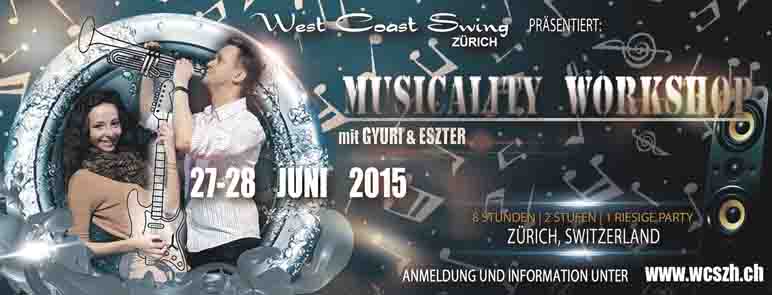 West Coast Swing PRÄSENTIERT:
ZÜRICH
MUSICALITY WORKSHOP
mit GYURI & ESZTER
27-28 JUNI 2015
8 STUNDEN | 2 STUFEN | 1 RIESIGE PARTY
ZÜRICH, SWITZERLAND
ANMELDUNG UND INFORMATION UNTER www.wcszh.ch